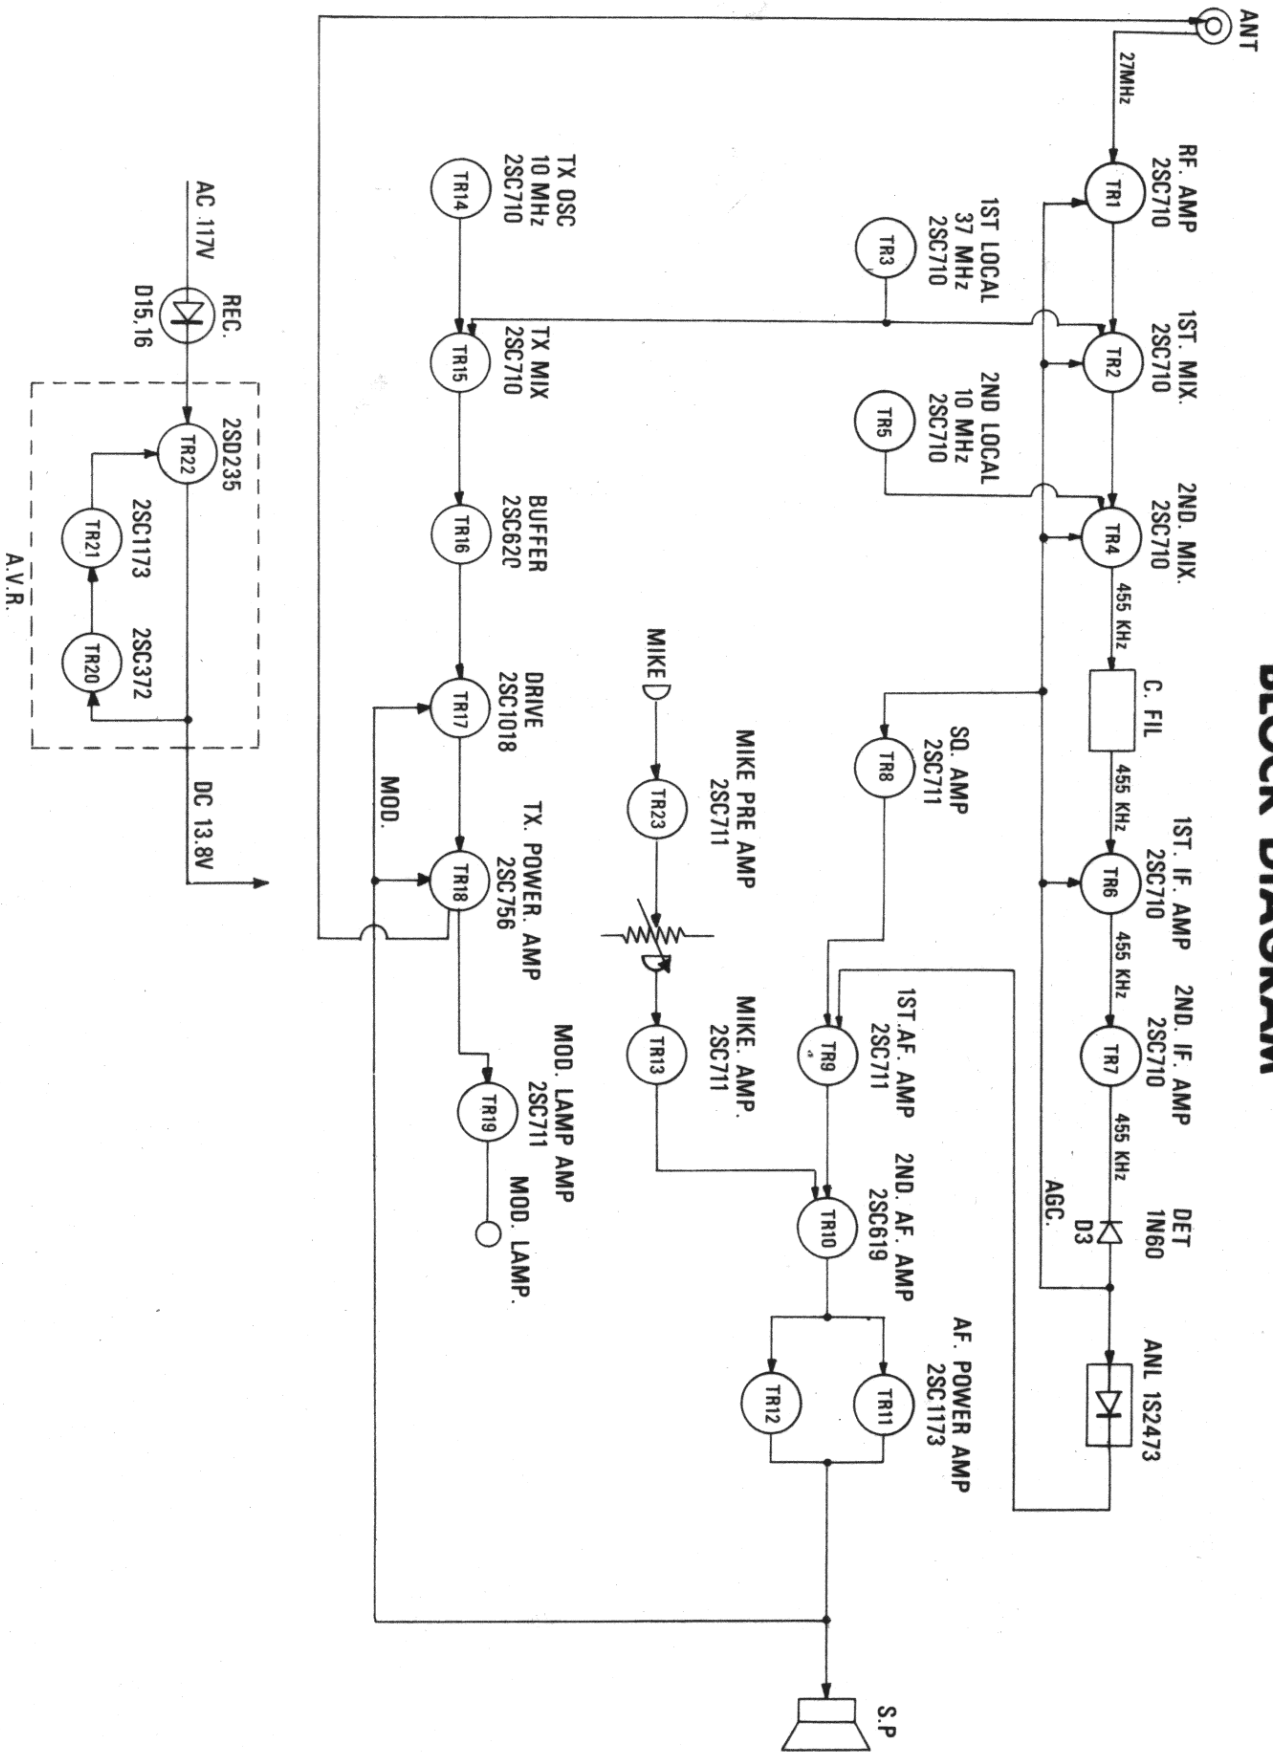 BLOCK DIAGRAM
ANT
27MHz
RF. AMP
2SC710
TR1
1ST. MIX.
2SC710
TR2
2ND. MIX.
2SC710
TR4
455 KHz
C. FIL
455 KHz
1ST. IF. AMP
2SC710
TR6
455 KHz
2ND. IF. AMP
2SC710
TR7
455 KHz
DET
1N60
D3
ANL 1S2473
AGC.
1ST LOCAL
37 MHz
2SC710
TR3
2ND LOCAL
10 MHz
2SC710
TR5
SQ. AMP
2SC711
TR8
1ST.AF. AMP
2SC711
TR9
2ND. AF. AMP
2SC619
TR10
AF. POWER AMP
2SC1173
TR11
TR12
S.P
MIKE
MIKE PRE AMP
2SC711
TR23
MIKE. AMP.
2SC711
TR13
TX OSC
10 MHz
2SC710
TR14
TX MIX
2SC710
TR15
BUFFER
2SC620
TR16
DRIVE
2SC1018
TR17
TX. POWER. AMP
2SC756
TR18
MOD. LAMP AMP
2SC711
TR19
MOD. LAMP.
MOD.
AC 117V
REC.
D15,16
2SD235
TR22
2SC1173
TR21
2SC372
TR20
A.V.R.
DC 13.8V